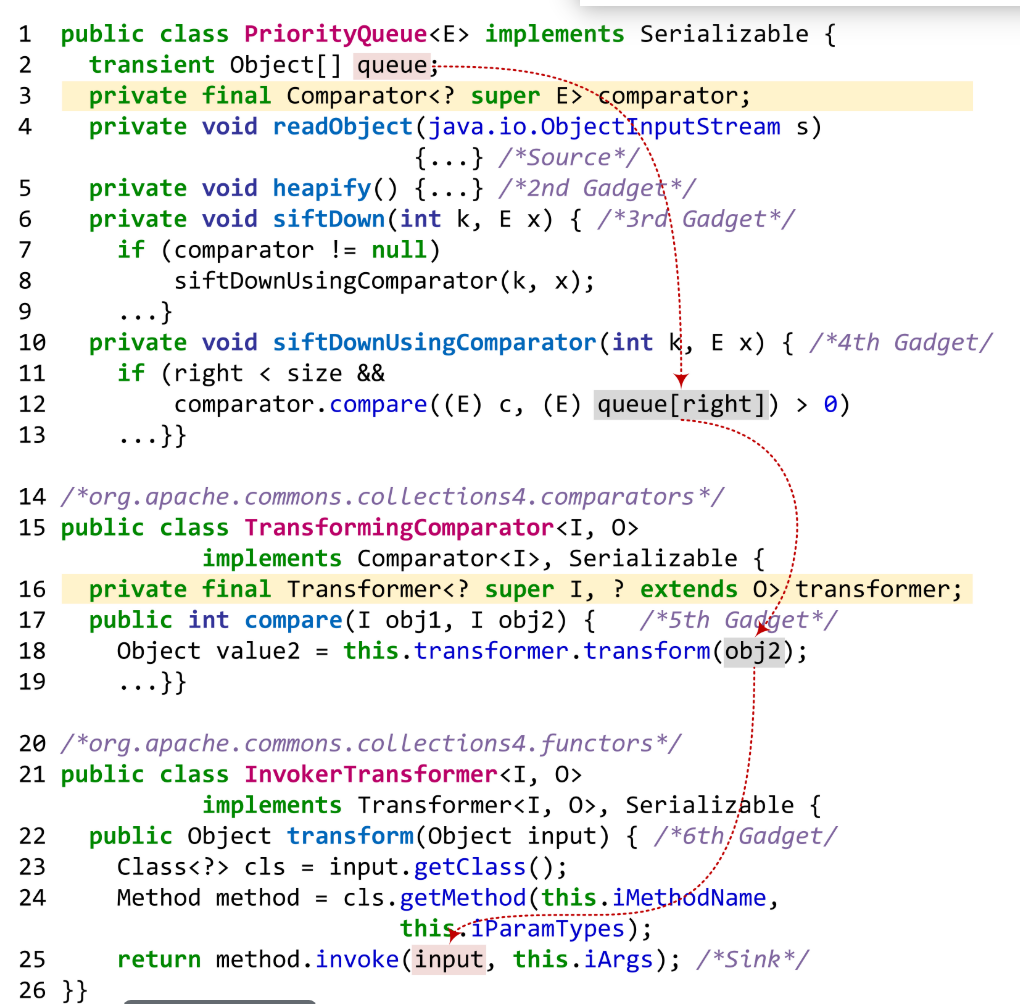 1 public class PriorityQueue<E> implements Serializable {
2 transient Object[] queue;
3 private final Comparator<? super E> comparator;
4 private void readObject(java.io.ObjectInputStream s)
{...} /*Source*/
5 private void heapify() {...} /*2nd Gadget*/
6 private void siftDown(int k, E x) { /*3rd Gadget*/
7 if (comparator != null)
8 siftDownUsingComparator(k, x);
9 ...}
10 private void siftDownUsingComparator(int k, E x) { /*4th Gadget/
11 if (right < size &&
12 comparator.compare((E) c, (E) queue[right]) > 0)
13 ...}}
14 /*org.apache.commons.collections4.comparators*/
15 public class TransformingComparator<I, O>
implements Comparator<I>, Serializable {
16 private final Transformer<? super I, ? extends O> transformer;
17 public int compare(I obj1, I obj2) { /*5th Gadget*/
18 Object value2 = this.transformer.transform(obj2);
19 ...}}
20 /*org.apache.commons.collections4.functors*/
21 public class InvokerTransformer<I, O>
implements Transformer<I, O>, Serializable {
22 public Object transform(Object input) { /*6th Gadget/
23 Class<?> cls = input.getClass();
24 Method method = cls.getMethod(this.iMethodName,
this.iParamTypes);
25 return method.invoke(input, this.iArgs); /*Sink*/
26 }}